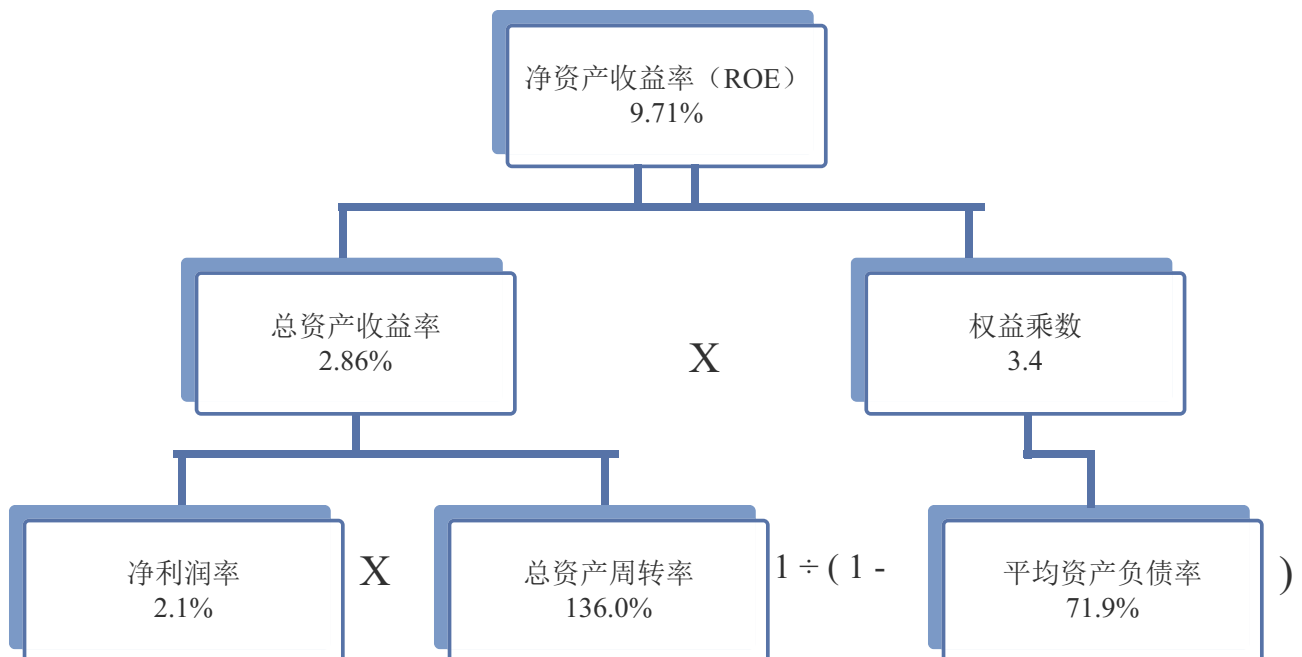 净资产收益率（ROE）
9.71%
总资产收益率
2.86%
X
权益乘数
3.4
净利润率
2.1%
X
总资产周转率
136.0%
1 ÷ ( 1 -
平均资产负债率
71.9%
)